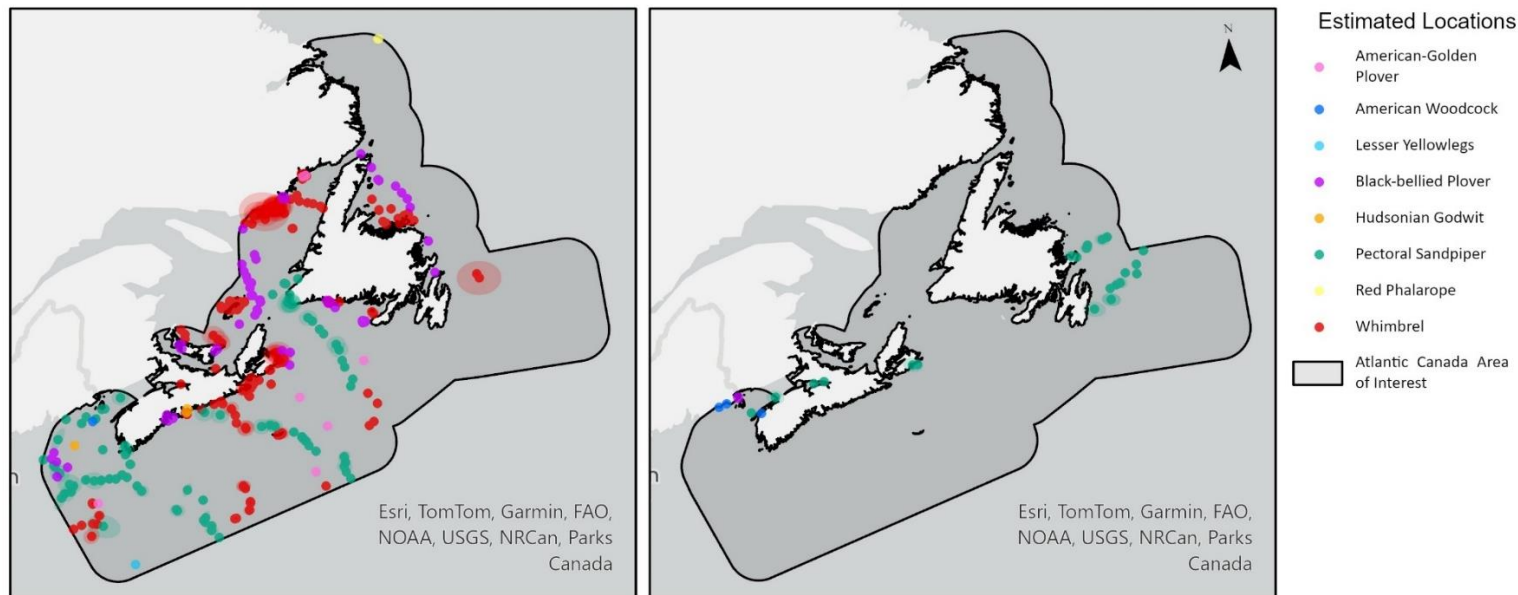 Esri, TomTom, Garmin, FAO,
NOAA, USGS, NRCan, Parks
Canada
n
Esri, TomTom, Garmin, FAO,
NOAA, USGS, NRCan, Parks
Canada
n
N
Estimated Locations
American-Golden
Plover
American Woodcock
Lesser Yellowlegs
Black-bellied Plover
Hudsonian Godwit
Pectoral Sandpiper
Red Phalarope
Whimbrel
Atlantic Canada Area
of Interest